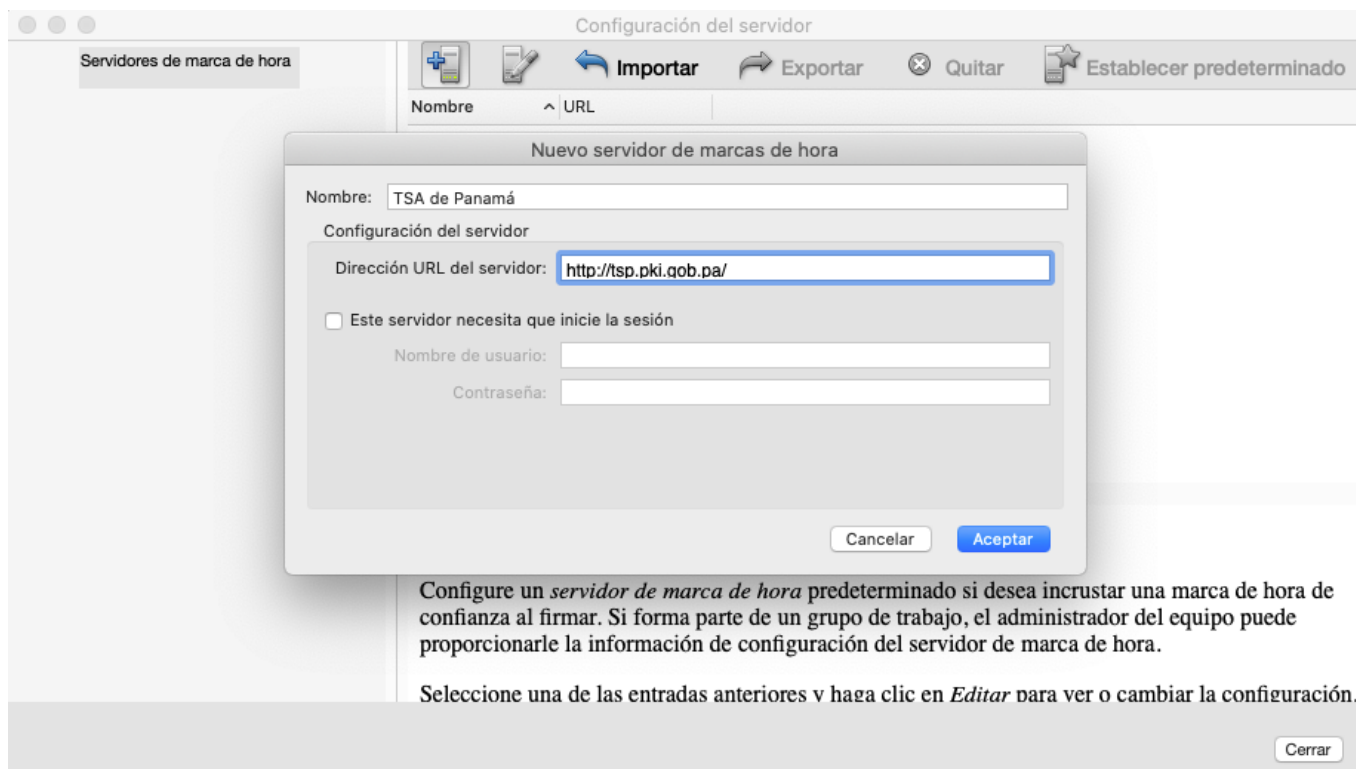 Configuración del servidor
Servidores de marca de hora
Importar Exportar Quitar Establecer predeterminado
Nombre URL
Nuevo servidor de marcas de hora
Nombre: TSA de Panamá
Configuración del servidor
Dirección URL del servidor: http://tsp.pki.gob.pa/
Este servidor necesita que inicie la sesión
Nombre de usuario:
Contraseña:
Cancelar Aceptar
Configure un servidor de marca de hora predeterminado si desea incrustar una marca de hora de
confianza al firmar. Si forma parte de un grupo de trabajo, el administrador del equipo puede
proporcionarle la información de configuración del servidor de marca de hora.
Seleccione una de las entradas anteriores y haga clic en Editar para ver o cambiar la configuración.
Cerrar